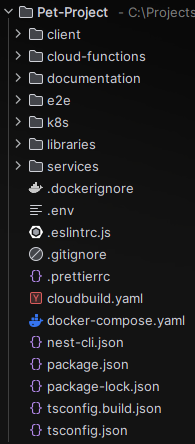 Pet-Project - C:\Projects
client
cloud-functions
documentation
e2e
k8s
libraries
services
.dockerignore
.env
.eslintrc.js
.gitignore
.prettierrc
cloudbuild.yaml
docker-compose.yaml
nest-cli.json
package.json
package-lock.json
tsconfig.build.json
tsconfig.json